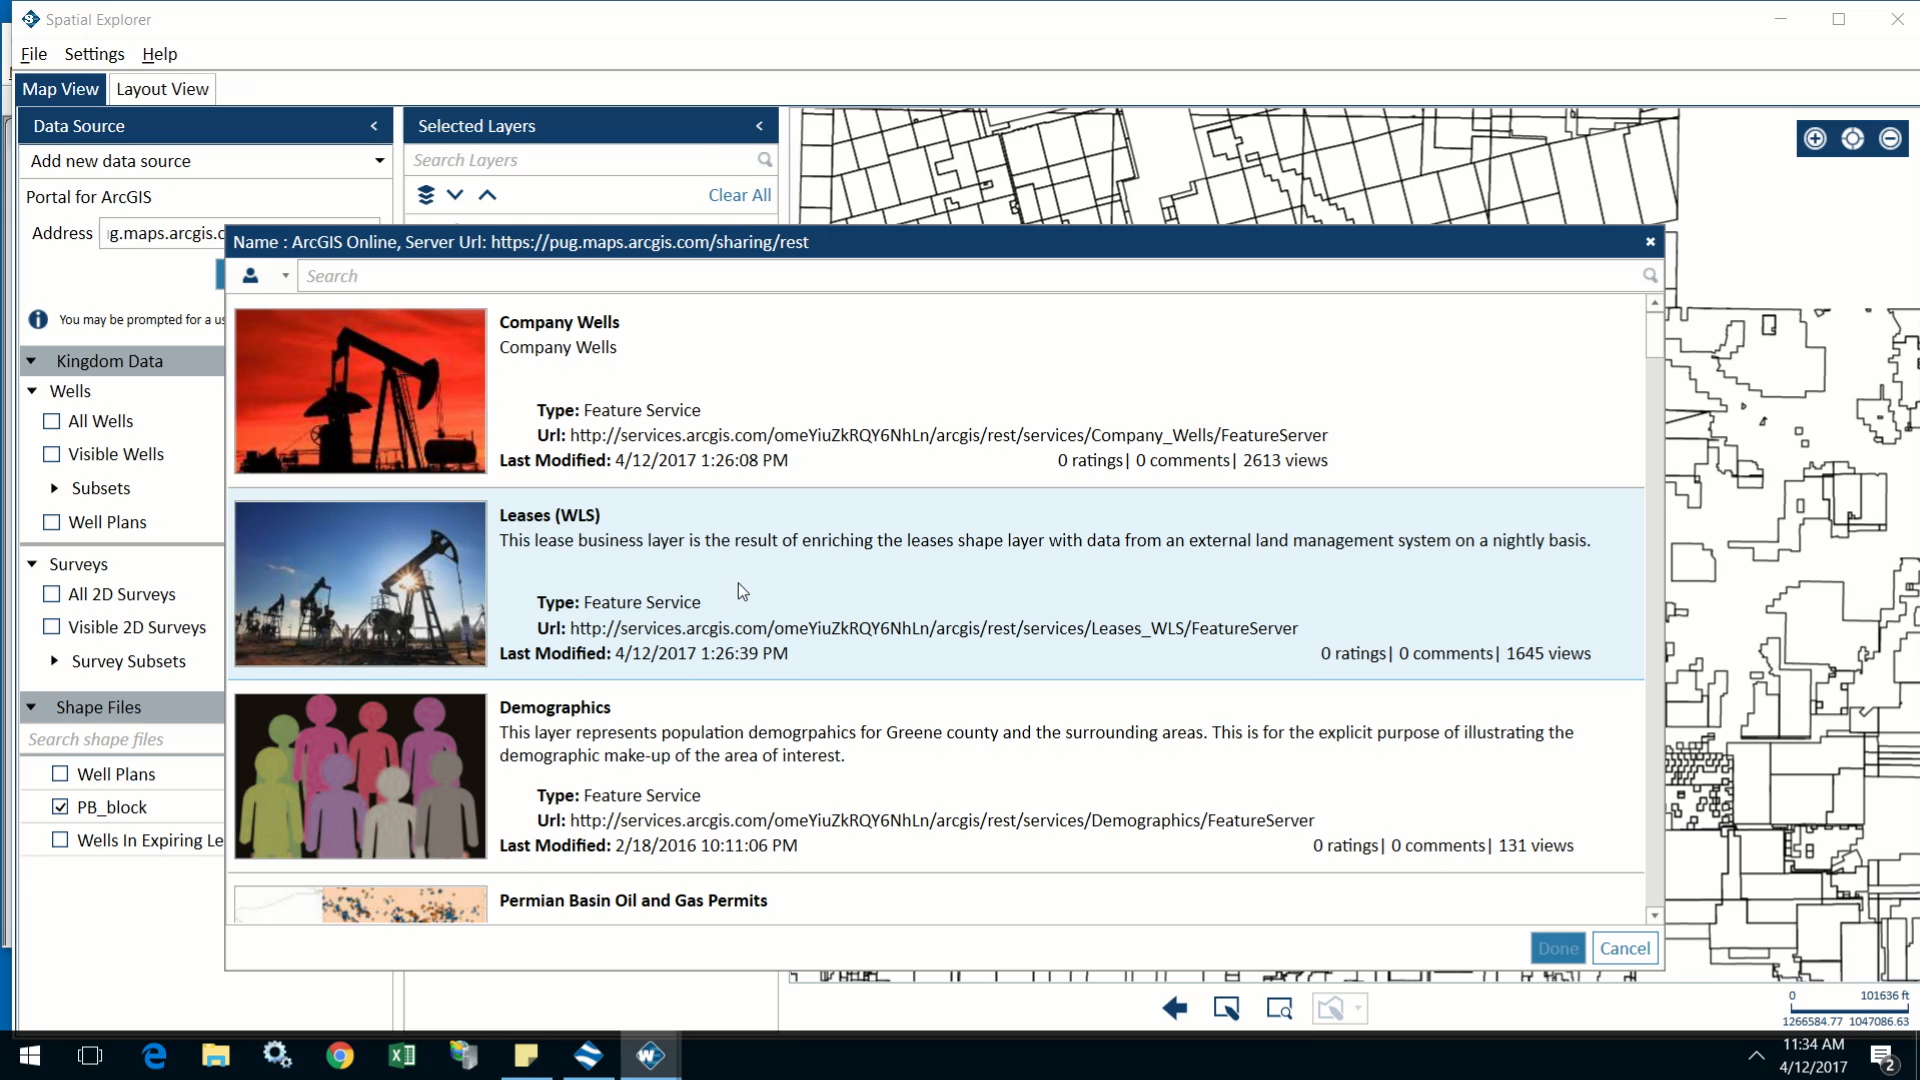 Spatial Explorer
File Settings Help
Map View Layout View
Data Source
Add new data source
Portal for ArcGIS
Address g.maps.arcgis.c
You may be prompted for a us
Kingdom Data
Wells
All Wells
Visible Wells
Subsets
Well Plans
Surveys
All 2D Surveys
Visible 2D Surveys
Survey Subsets
Shape Files
Search shape files
Well Plans
PB_block
Wells In Expiring Le
Selected Layers
Search Layers
Clear All
Name : ArcGIS Online, Server Url: https://pug.maps.arcgis.com/sharing/rest
Search
Company Wells
Company Wells
Type: Feature Service
Url: http://services.arcgis.com/omeYiuZkRQY6NhLn/arcgis/rest/services/Company_Wells/FeatureServer
Last Modified: 4/12/2017 1:26:08 PM 0 ratings| 0 comments| 2613 views
Leases (WLS)
This lease business layer is the result of enriching the leases shape layer with data from an external land management system on a nightly basis.
Type: Feature Service
Url: http://services.arcgis.com/omeYiuZkRQY6NhLn/arcgis/rest/services/Leases_WLS/FeatureServer
Last Modified: 4/12/2017 1:26:39 PM 0 ratings| 0 comments| 1645 views
Demographics
This layer represents population demogrpahics for Greene county and the surrounding areas. This is for the explicit purpose of illustrating the
demographic make-up of the area of interest.
Type: Feature Service
Url: http://services.arcgis.com/omeYiuZkRQY6NhLn/arcgis/rest/services/Demographics/FeatureServer
Last Modified: 2/18/2016 10:11:06 PM 0 ratings| 0 comments| 131 views
Permian Basin Oil and Gas Permits
Done Cancel
0 101636 ft
1266584.77 1047086.63
11:34 AM
4/12/2017
2